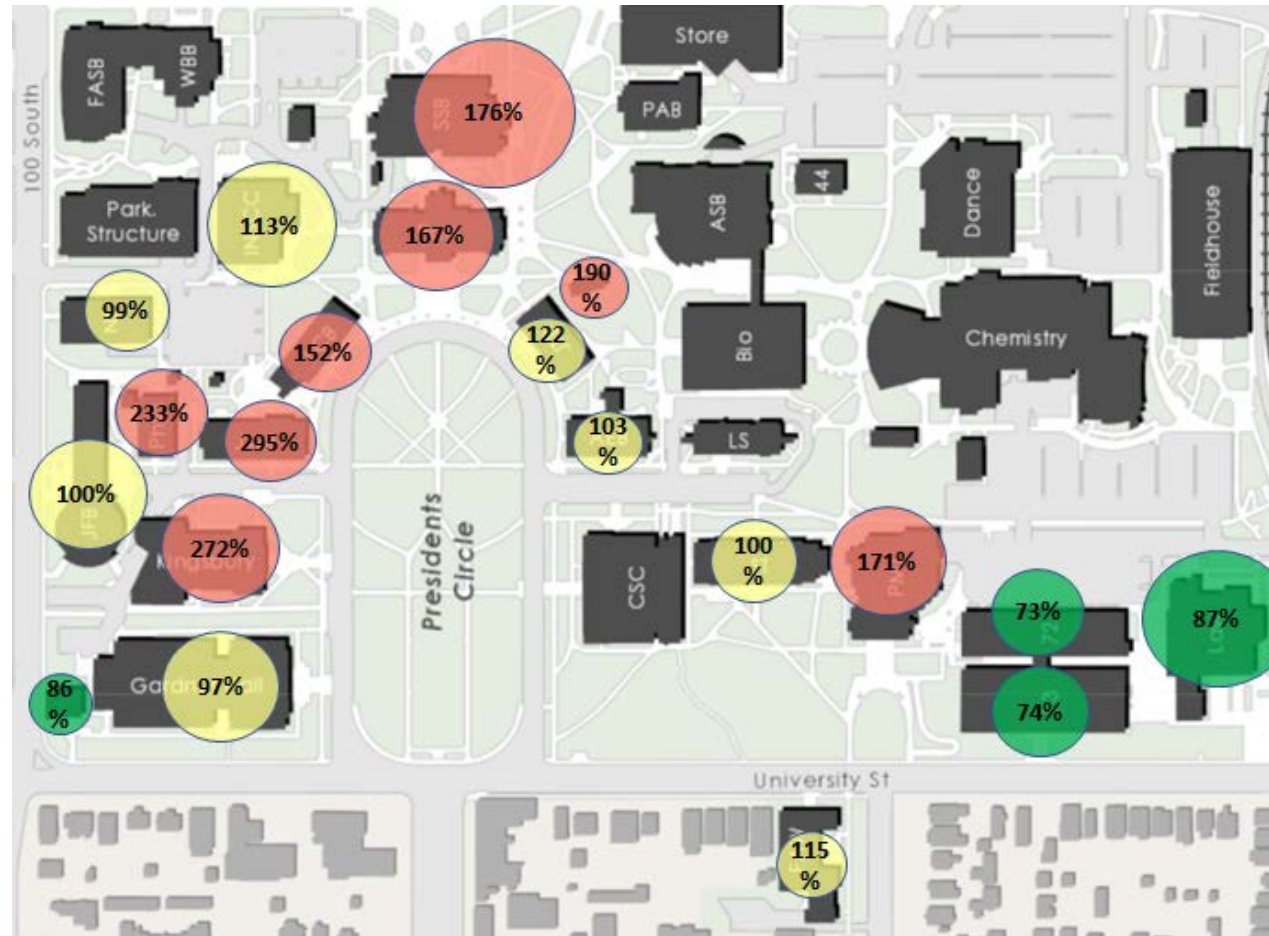 Store
FASB
WBB
SSB
176%
PAB
100 South
Park.
Structure
113%
167%
ASB
44
Dance
Fieldhouse
99%
190
%
152%
122
%
Bio
Chemistry
233%
295%
103
%
LS
100%
JFB
Kingsbury
272%
Presidents
Circle
CSC
100
%
171%
73%
87%
86
%
97%
74%
University St
115
%